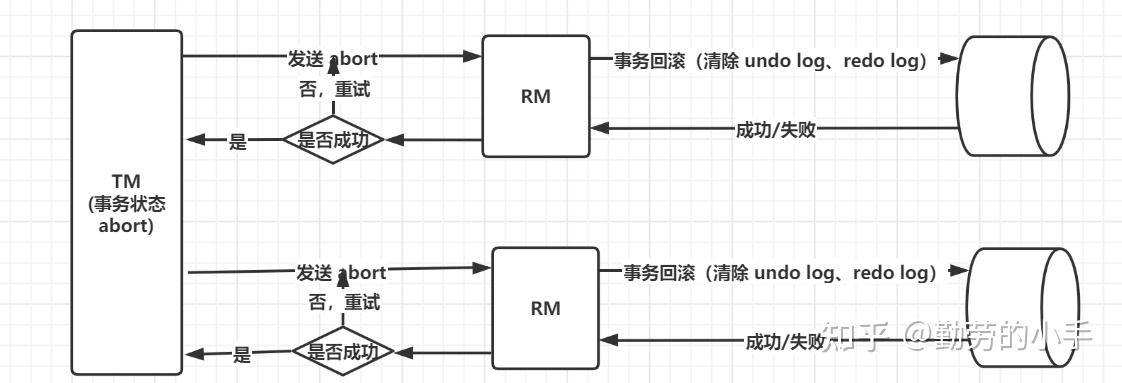 发送 abort
事务回滚（清除 undo log、redo log）
否，重试
RM
是否成功
是
成功/失败
TM
(事务状态
abort)
发送 abort
事务回滚（清除 undo log、redo log）
否，重试
RM
是否成功
是
成功/失败
知乎 @勤劳的小手